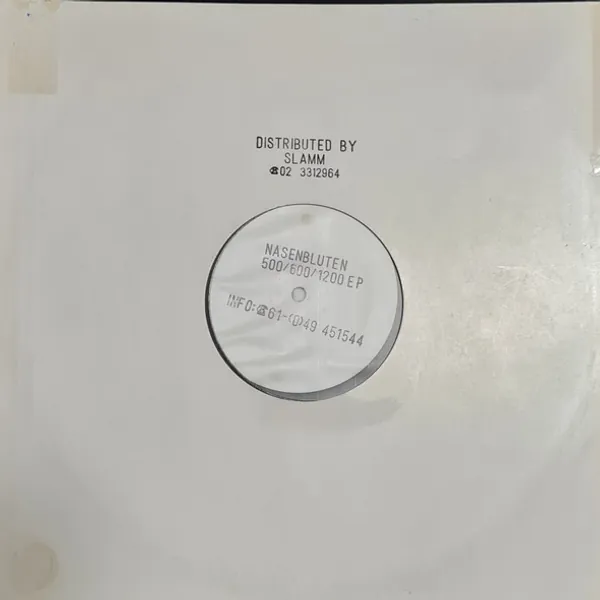 DISTRIBUTED BY
SLAMM
☎02 3312964
NASENBLUTEN
500/600/1200 EP
INFO:☎61-(0)49 451544